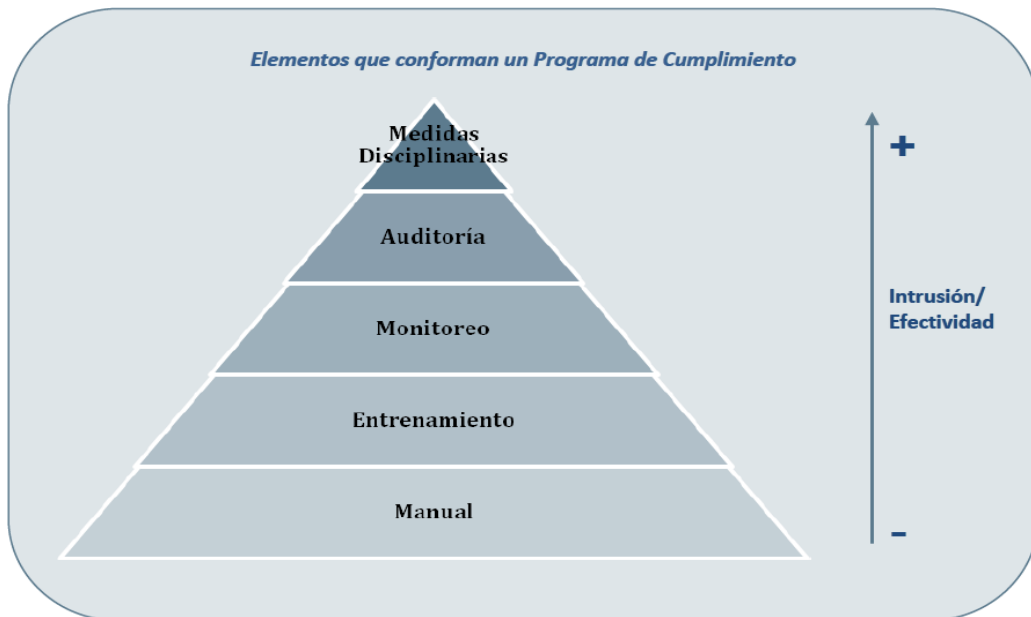 Elementos que conforman un Programa de Cumplimiento
Medidas
Disciplinarias
Auditoría
Monitoreo
Entrenamiento
Manual
+
Intrusión/
Efectividad
-